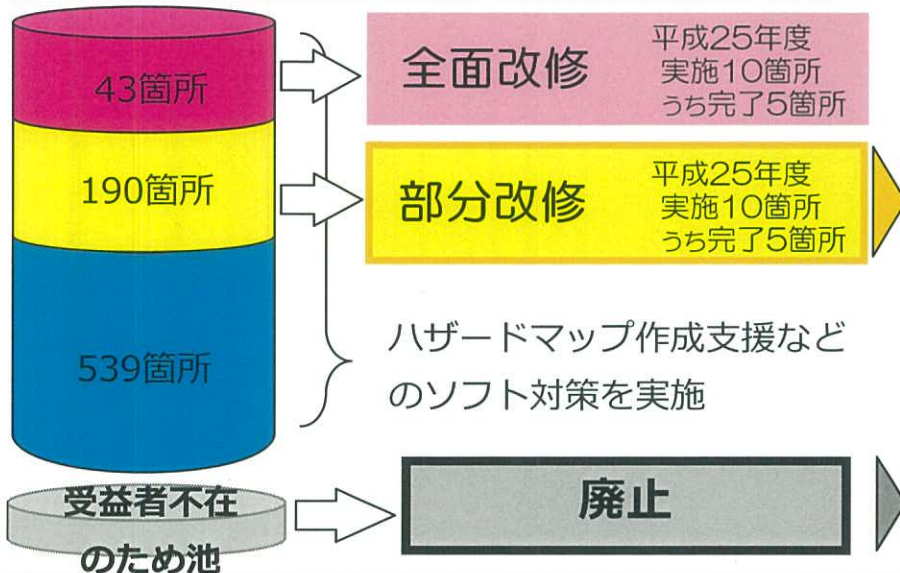 43箇所
全面改修
平成25年度
実施10箇所
うち完了5箇所
190箇所
部分改修
平成25年度
実施10箇所
うち完了5箇所
539箇所
ハザードマップ作成支援など
のソフト対策を実施
受益者不在
のため池
廃止